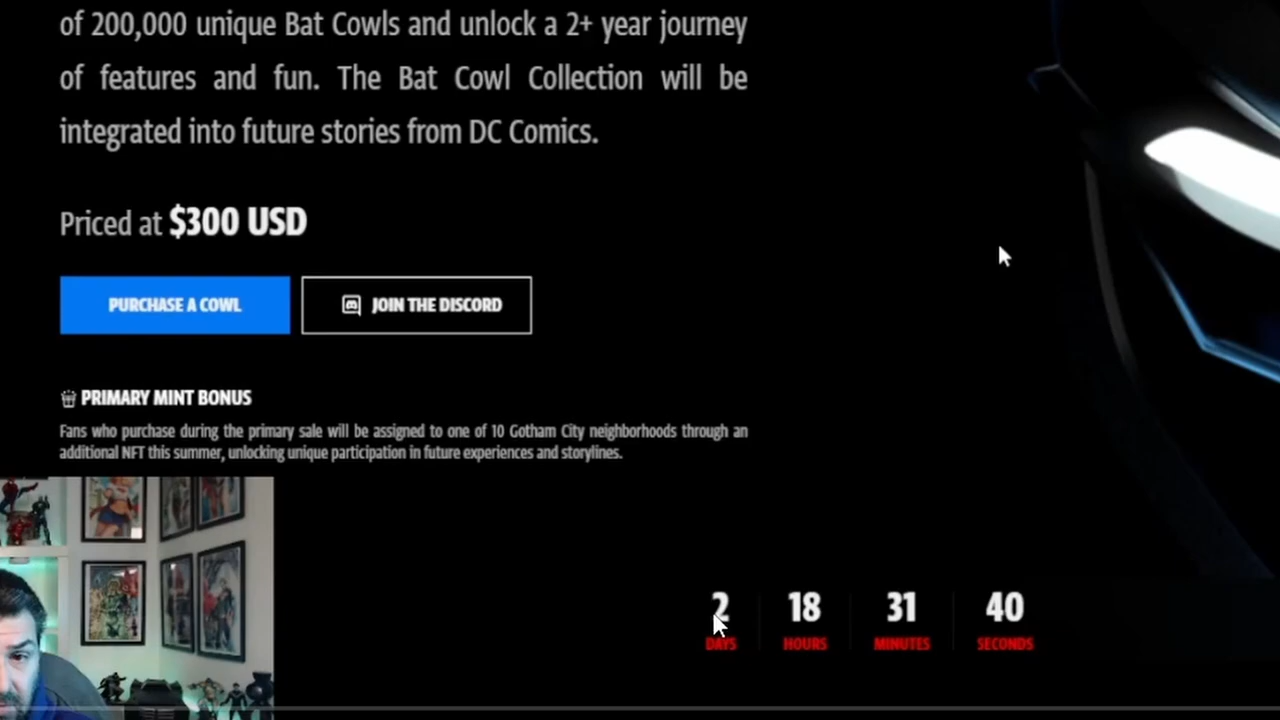 of 200,000 unique Bat Cowls and unlock a 2+ year journey
of features and fun. The Bat Cowl Collection will be
integrated into future stories from DC Comics.
Priced at $300 USD
PURCHASE A COWL
JOIN THE DISCORD
PRIMARY MINT BONUS
Fans who purchase during the primary sale will be assigned to one of 10 Gotham City neighborhoods through an
additional NFT this summer, unlocking unique participation in future experiences and storylines.
2 18 31 40
DAYS HOURS MINUTES SECONDS